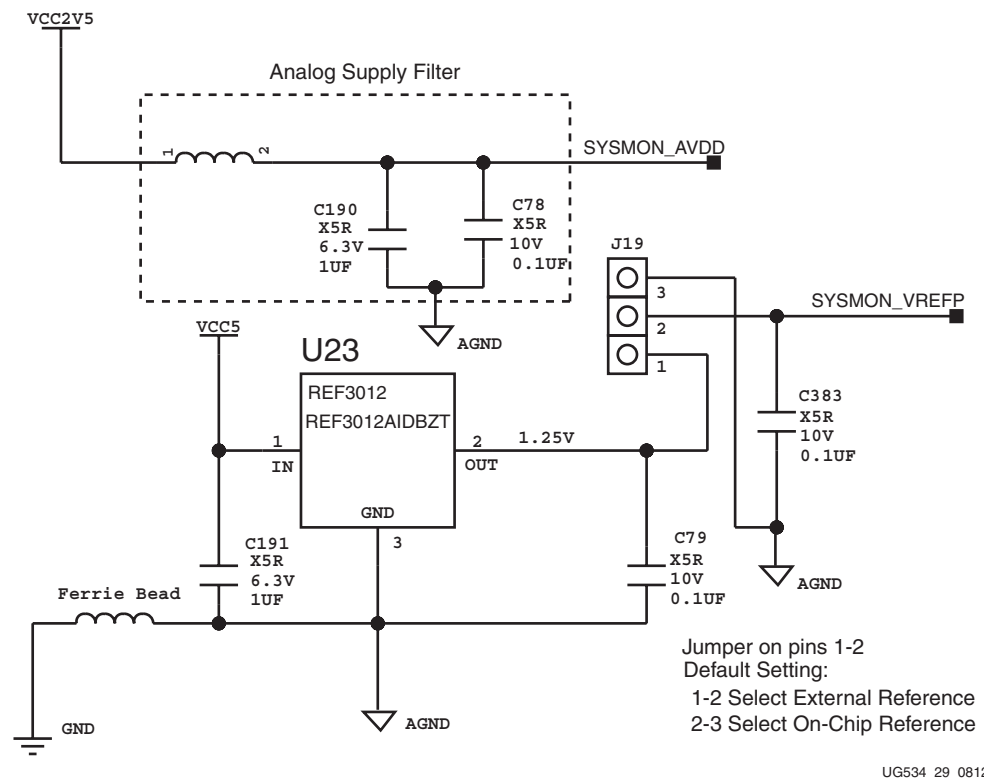 VCC2V5
Analog Supply Filter
1
2
SYSMON_AVDD
C190
X5R
6.3V
1UF
C78
X5R
10V
0.1UF
AGND
J19
3
2
1
SYSMON_VREFP
C383
X5R
10V
0.1UF
AGND
VCC5
U23
REF3012
REF3012AIDBZT
1
IN
2
OUT
1.25V
GND
3
C191
X5R
6.3V
1UF
C79
X5R
10V
0.1UF
Ferrie Bead
GND
AGND
Jumper on pins 1-2
Default Setting:
1-2 Select External Reference
2-3 Select On-Chip Reference
UG534_29_0812